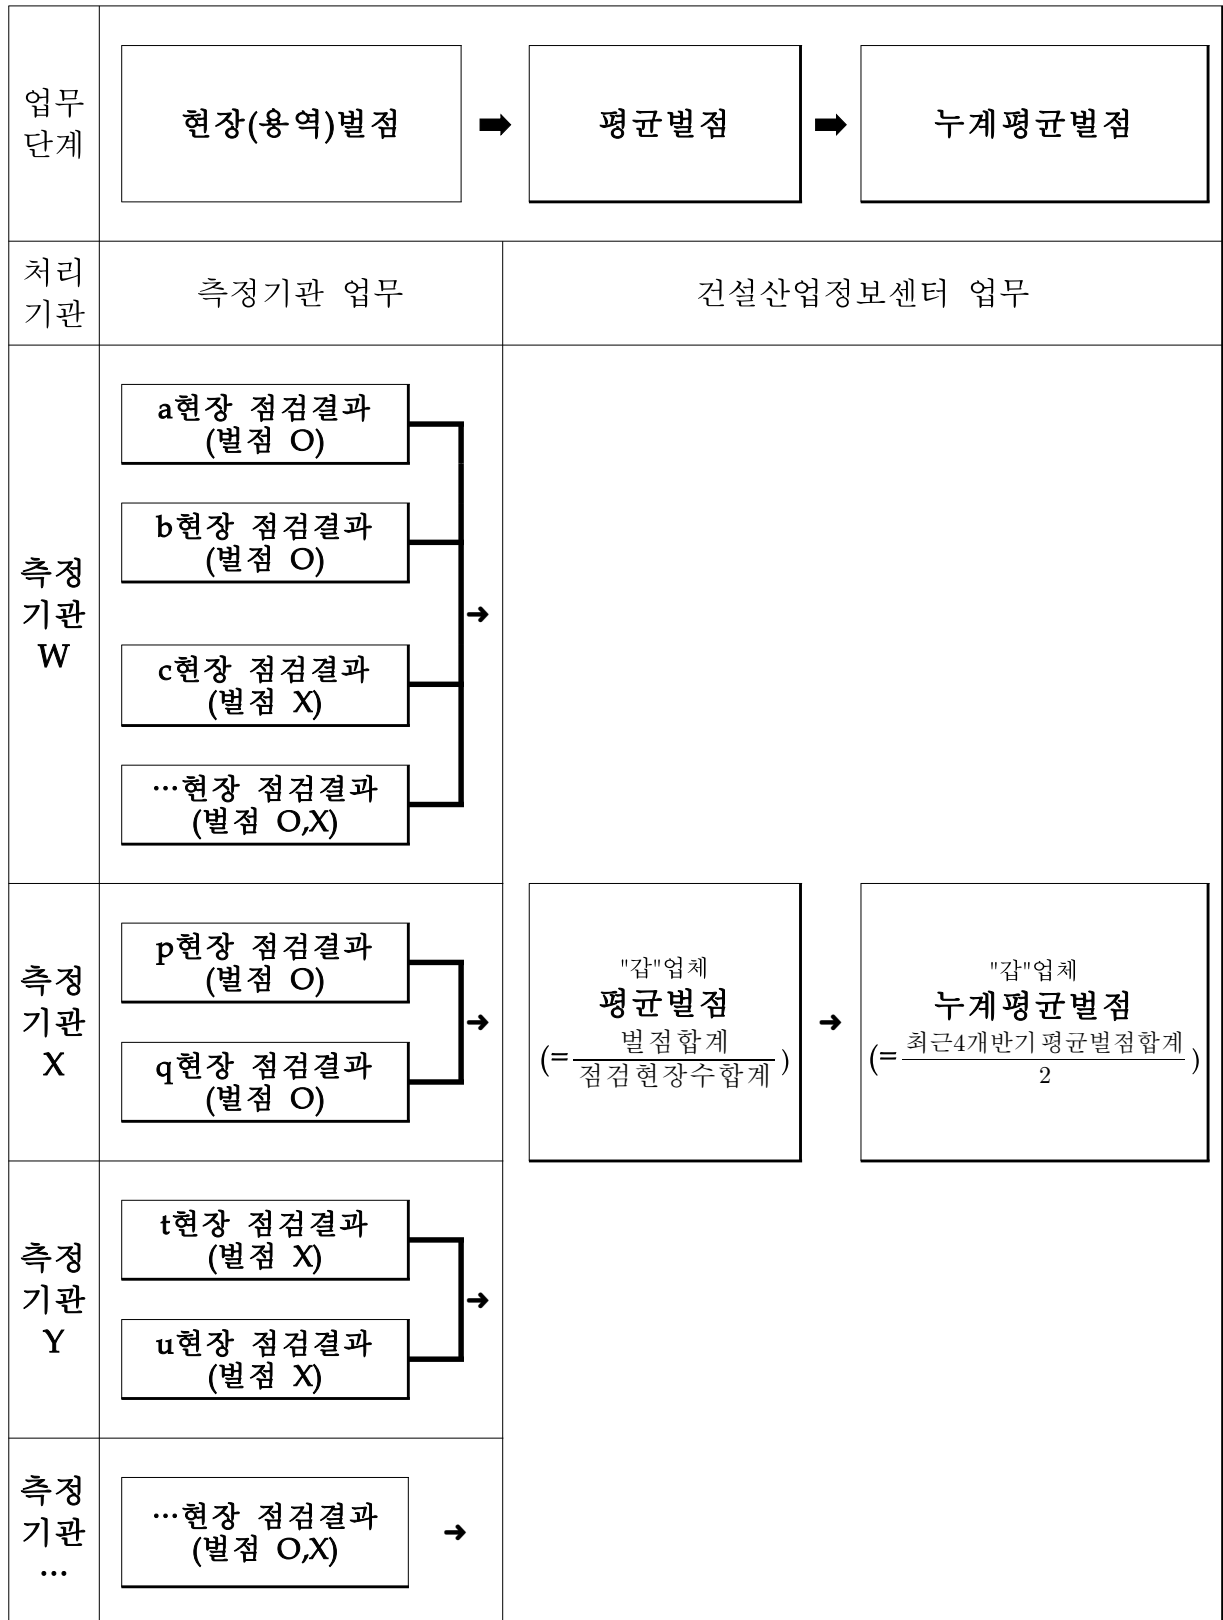 업무
단계
현장(용역)벌점 ➡ 평균벌점 ➡ 누계평균벌점
처리
기관
측정기관 업무
건설산업정보센터 업무
측정
기관
W
a현장 점검결과
(벌점 O)
b현장 점검결과
(벌점 O)
c현장 점검결과
(벌점 X)
…현장 점검결과
(벌점 O,X)
측정
기관
X
p현장 점검결과
(벌점 O)
q현장 점검결과
(벌점 O)
"갑"업체
평균벌점
(= 벌점합계
점검현장수합계 )
"갑"업체
누계평균벌점
(= 최근4개반기 평균벌점합계
2 )
측정
기관
Y
t현장 점검결과
(벌점 X)
u현장 점검결과
(벌점 X)
측정
기관
…
…현장 점검결과
(벌점 O,X)